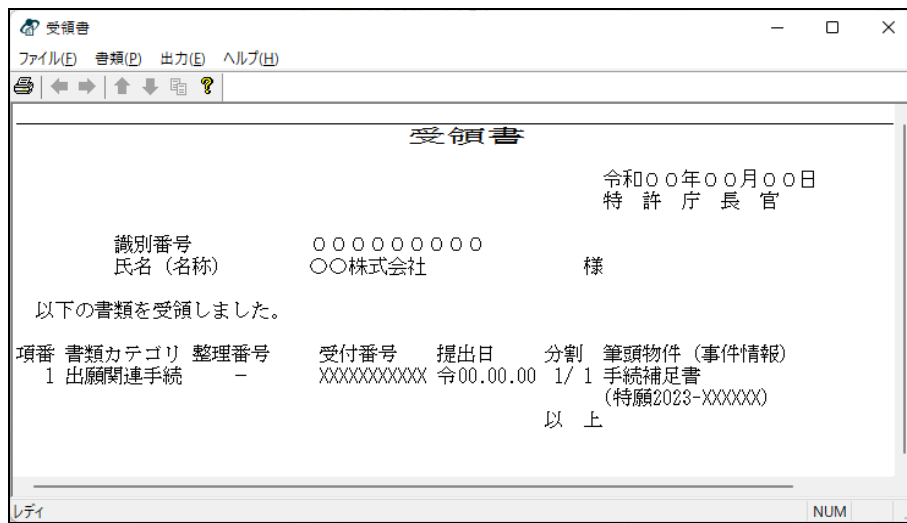 受領書
ファイル(F) 書類(P) 出力(E) ヘルプ(H)
受領書
令和００年００月００日
特 許 庁 長 官
識別番号 ０００００００００
氏名（名称） 〇〇株式会社 様
以下の書類を受領しました。
項番 書類カテゴリ 整理番号 受付番号 提出日 分割 筆頭物件（事件情報）
1 出願関連手続 － XXXXXXXXXXX 令00.00.00 1/ 1 手続補足書
(特願2023-XXXXXX)
以 上
レディ NUM